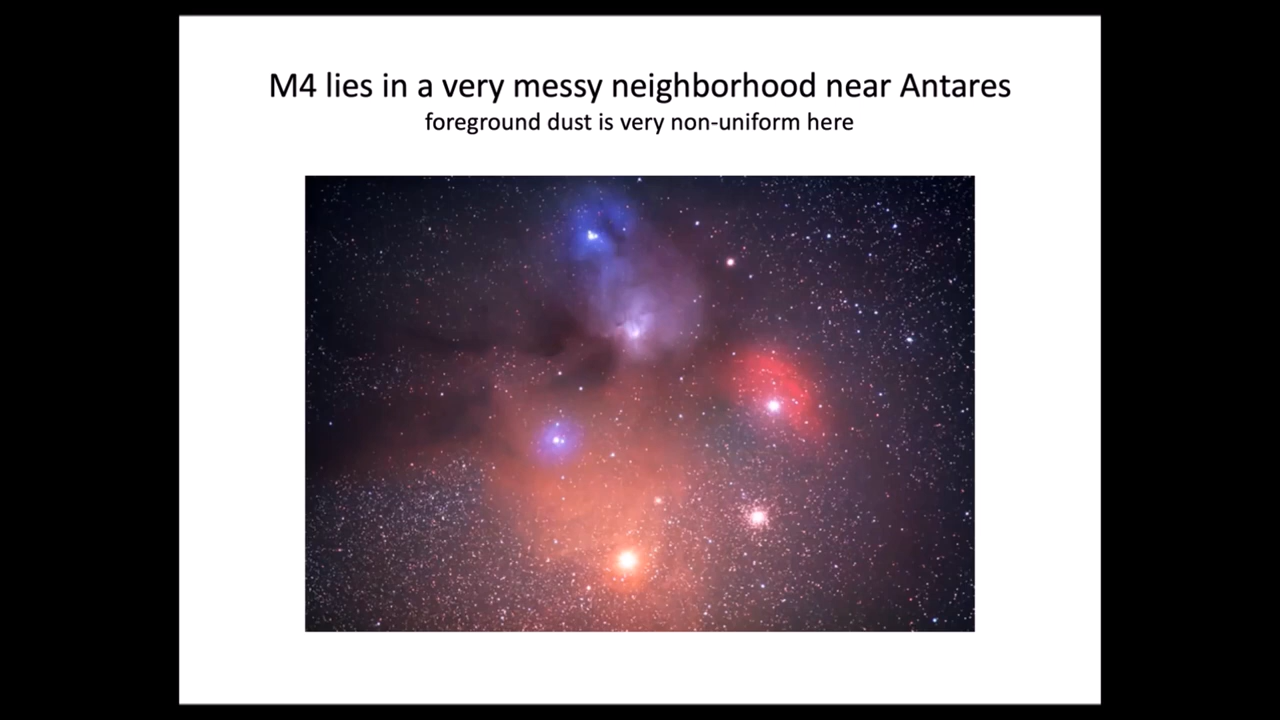 M4 lies in a very messy neighborhood near Antares
foreground dust is very non-uniform here